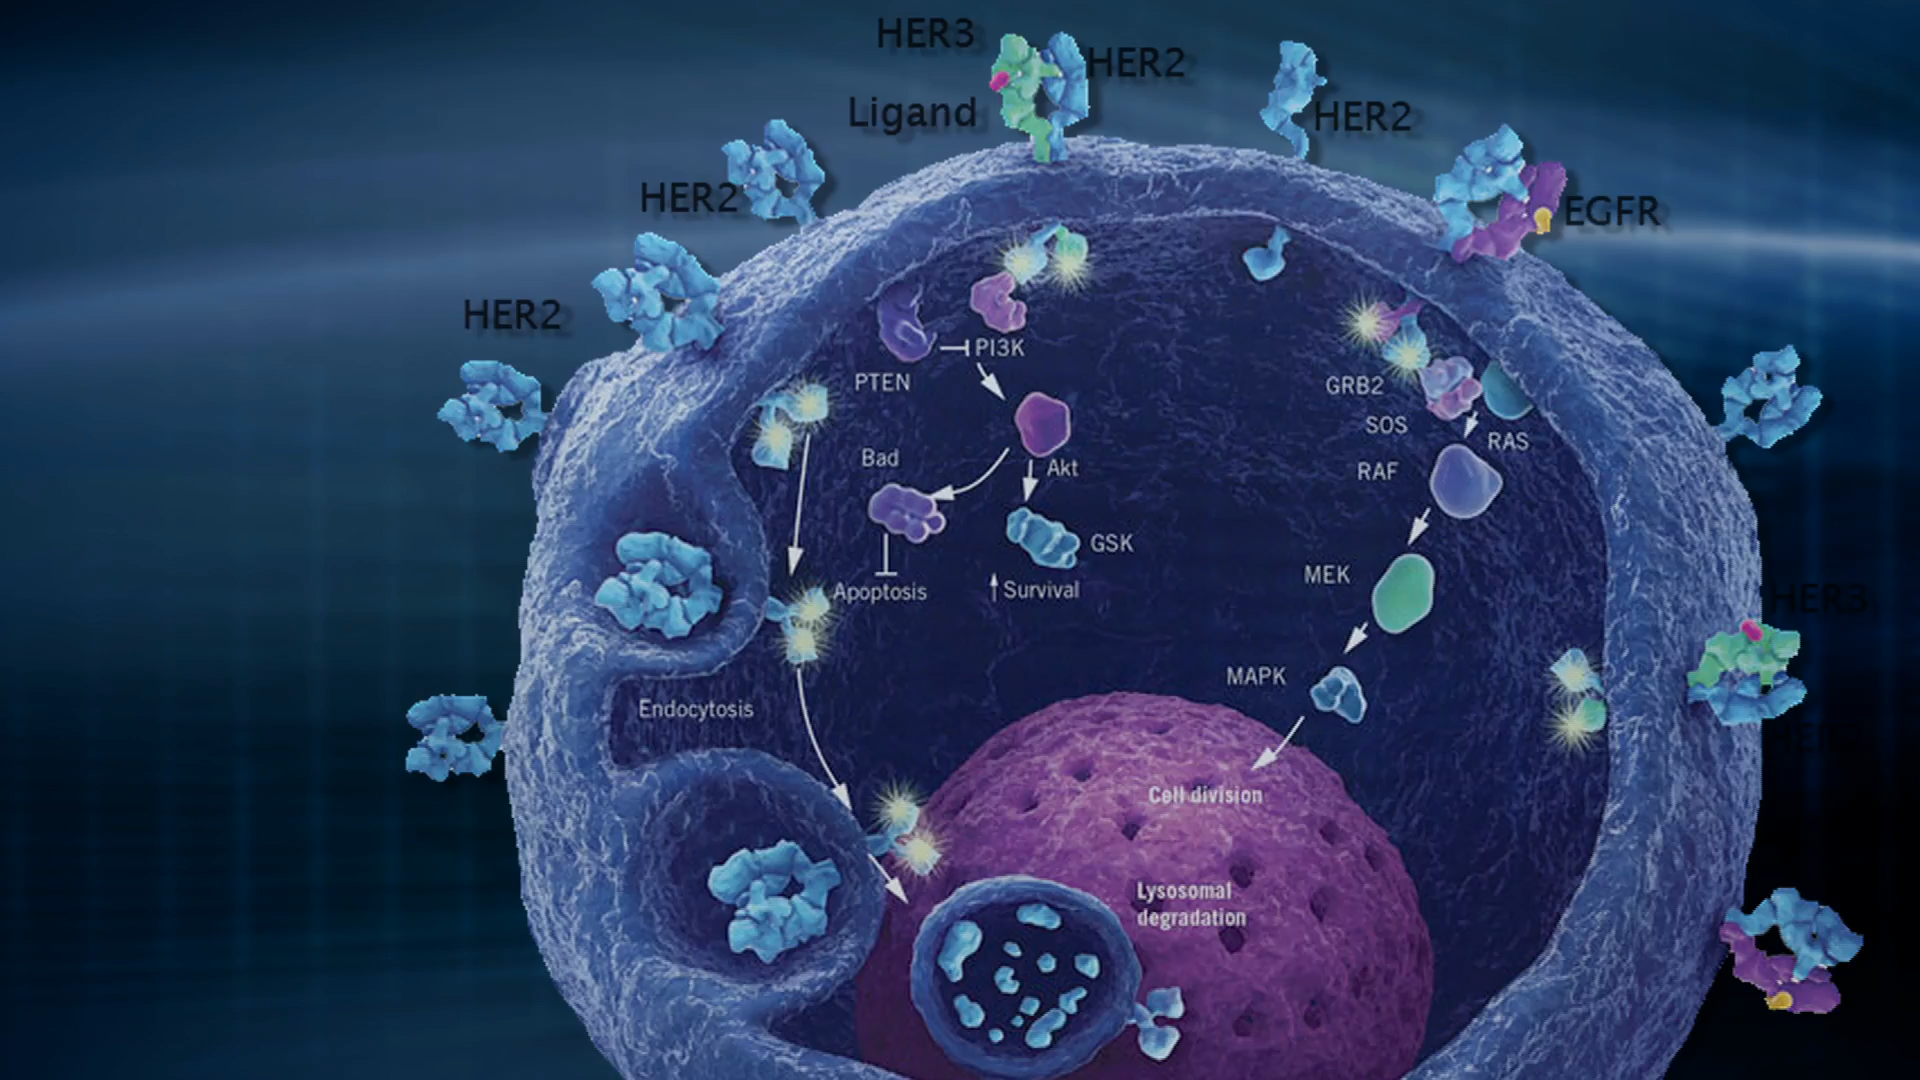 HER3
HER2
Ligand
HER2
HER2
EGFR
HER2
PI3K
PTEN
GRB2
SOS
RAS
Bad
Akt
RAF
GSK
MEK
Apoptosis
Survival
HER3
MAPK
Endocytosis
Cell division
Lysosomal
degradation